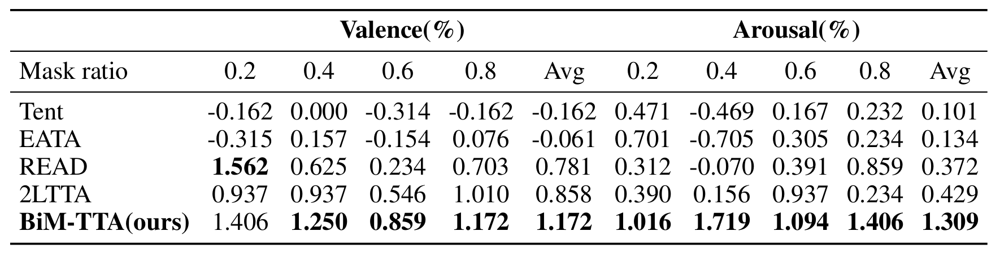 Valence(%) Arousal(%)
Mask ratio 0.2 0.4 0.6 0.8 Avg 0.2 0.4 0.6 0.8 Avg
Tent -0.162 0.000 -0.314 -0.162 -0.162 0.471 -0.469 0.167 0.232 0.101
EATA -0.315 0.157 -0.154 0.076 -0.061 0.701 -0.705 0.305 0.234 0.134
READ 1.562 0.625 0.234 0.703 0.781 0.312 -0.070 0.391 0.859 0.372
2LTTA 0.937 0.937 0.546 1.010 0.858 0.390 0.156 0.937 0.234 0.429
BiM-TTA(ours) 1.406 1.250 0.859 1.172 1.172 1.016 1.719 1.094 1.406 1.309